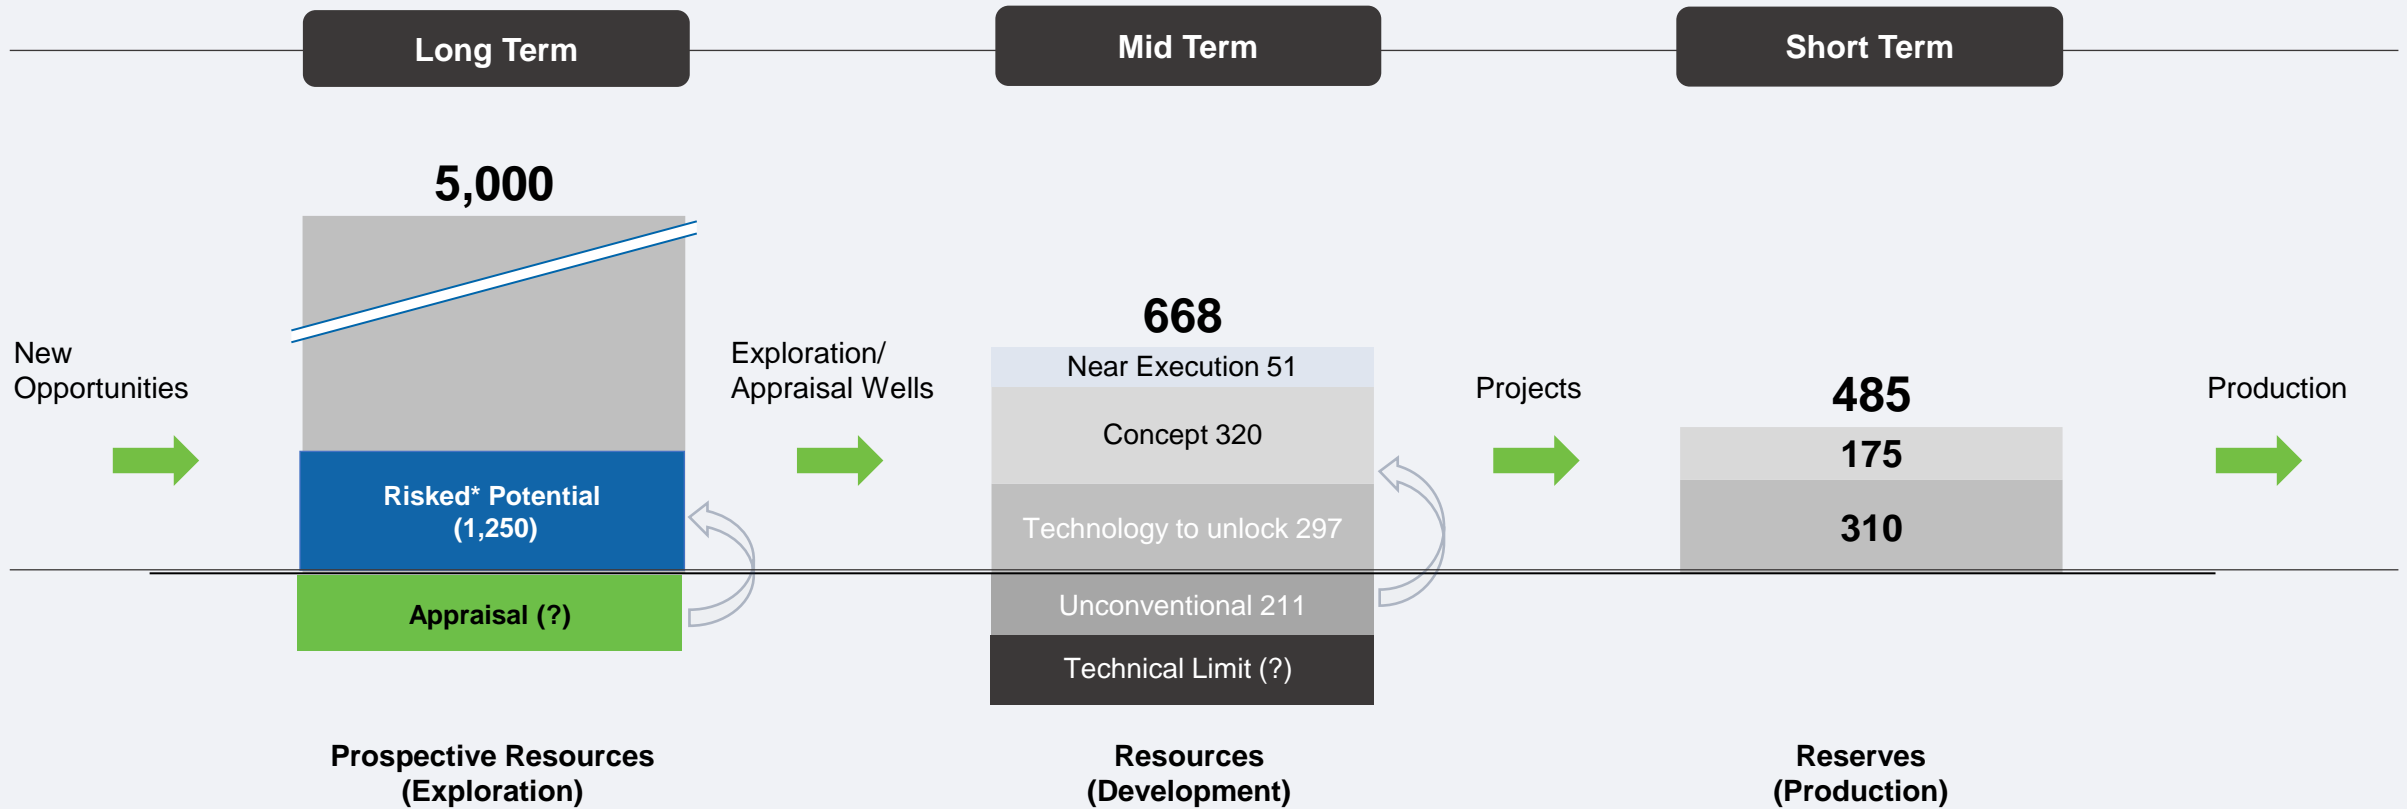 Long Term
Mid Term
Short Term
5,000
668
485
New
Opportunities
Exploration/
Appraisal Wells
Projects
Production
Risked* Potential
(1,250)
Appraisal (?)
Near Execution 51
Concept 320
Technology to unlock 297
Unconventional 211
Technical Limit (?)
175
310
Prospective Resources
(Exploration)
Resources
(Development)
Reserves
(Production)